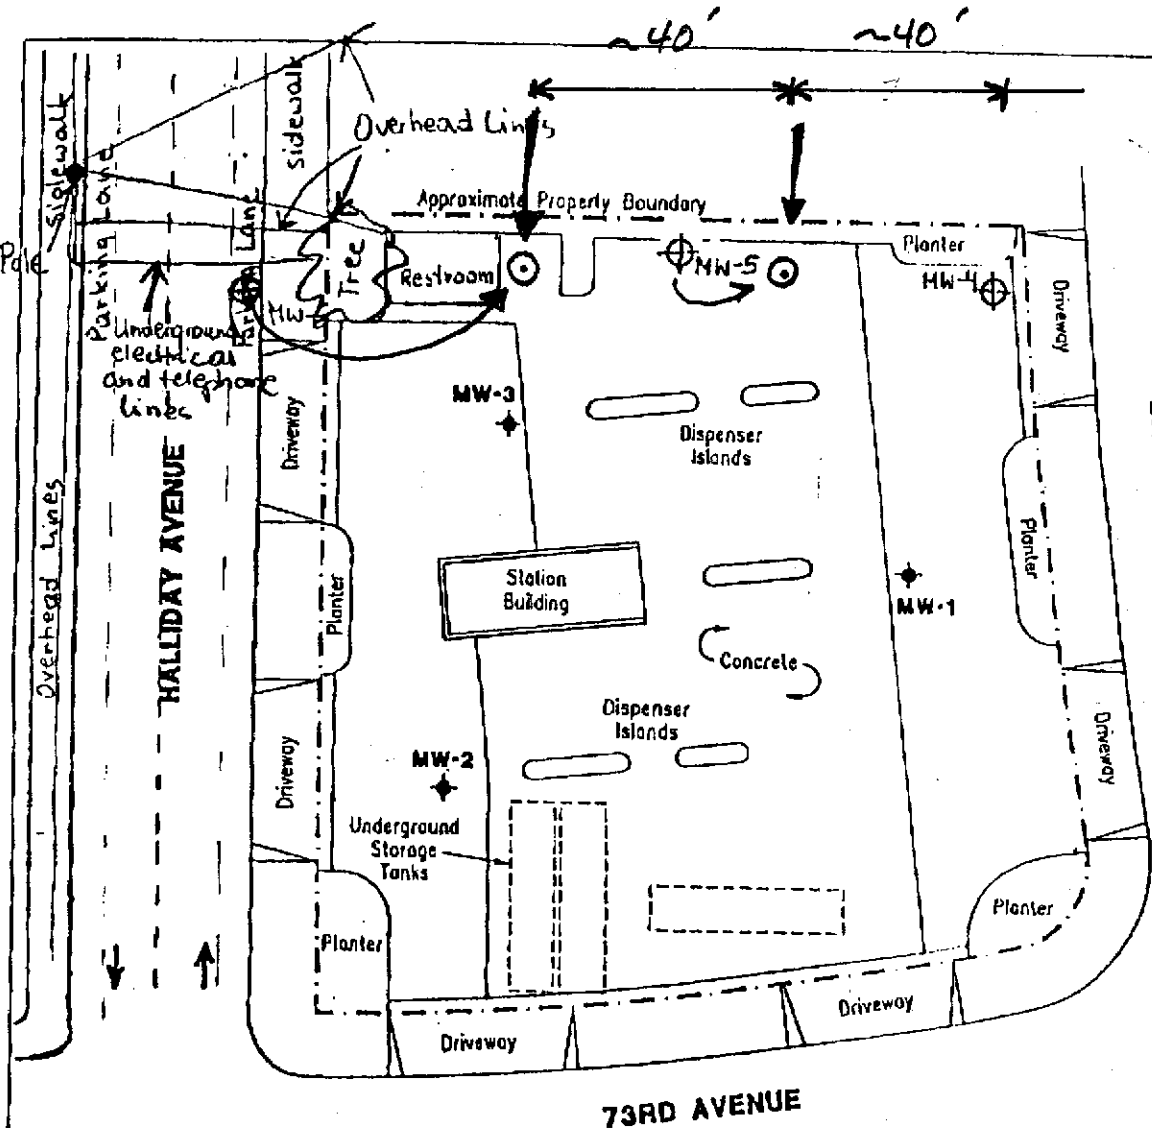 ~40'
~40'
Sidewalk
Parking Lane
Parking Lane
sidewalk
Overhead Lines
Approximate Property Boundary
Pole
Tree
Restroom
MW-5
Planter
MW-4
Driveway
MW-
Underground
electrical
and telephone
lines
Driveway
MW-3
Dispenser
Islands
Overhead Lines
HALLIDAY AVENUE
Planter
Station
Building
Planter
MW-1
Concrete
Dispenser
Islands
Driveway
MW-2
Driveway
Underground
Storage
Tanks
Planter
Planter
Driveway
Driveway
73RD AVENUE